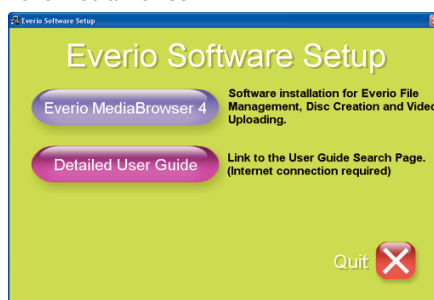 Everio Software Setup
Everio Software Setup
Everio MediaBrowser 4
Software installation for Everio File
Management, Disc Creation and Video
Uploading.
Detailed User Guide
Link to the User Guide Search Page.
(Internet connection required)
Quit